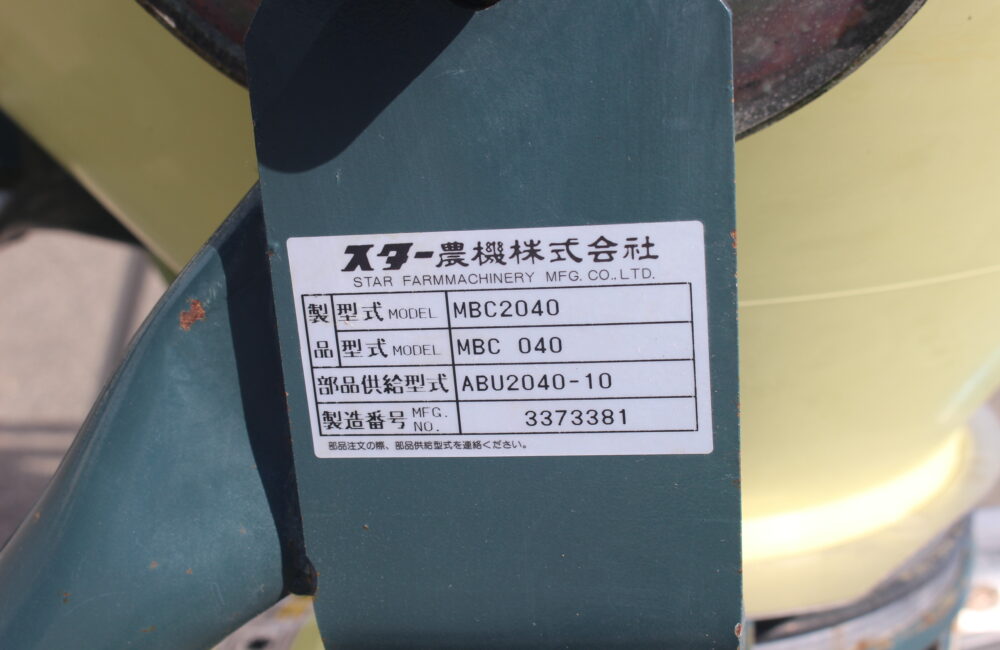 スター農機株式会社
STAR FARMMACHINERY MFG. CO., LTD.
製 型式 MODEL MBC2040
品 型式 MODEL MBC 040
部品供給型式 ABU2040-10
製造番号 MFG. NO. 3373381
部品注文の際、部品供給型式を連絡ください。